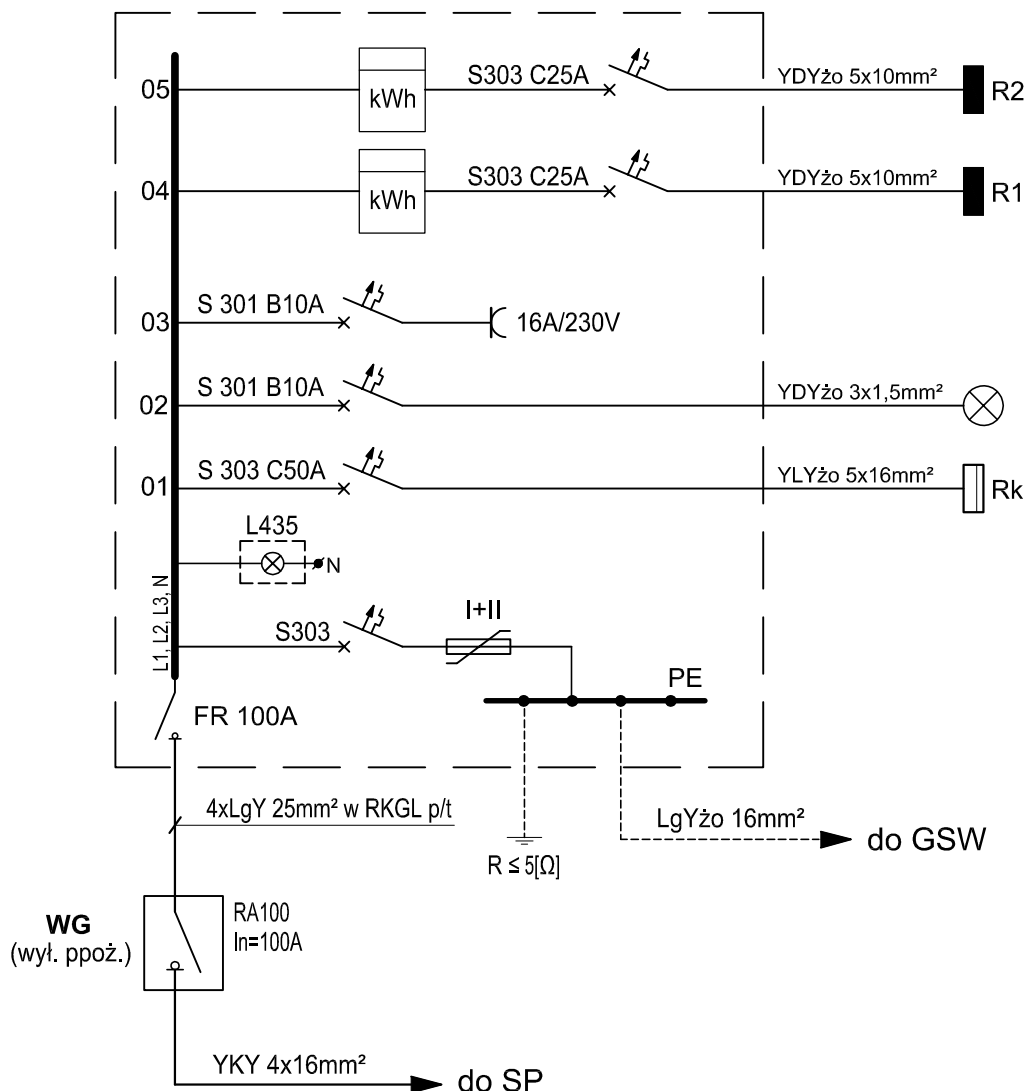 05 kWh S303 C25A YDYżo 5x10mm² R2
04 kWh S303 C25A YDYżo 5x10mm² R1
03 S 301 B10A 16A/230V
02 S 301 B10A YDYżo 3x1,5mm²
01 S 303 C50A YLYżo 5x16mm² Rk
L435
N
L1, L2, L3, N
S303 I+II
PE
FR 100A
4xLgY 25mm² w RKGL p/t
LgYżo 16mm² do GSW
R ≤ 5[Ω]
WG
(wył. ppoż.)
RA100
In=100A
YKY 4x16mm² do SP